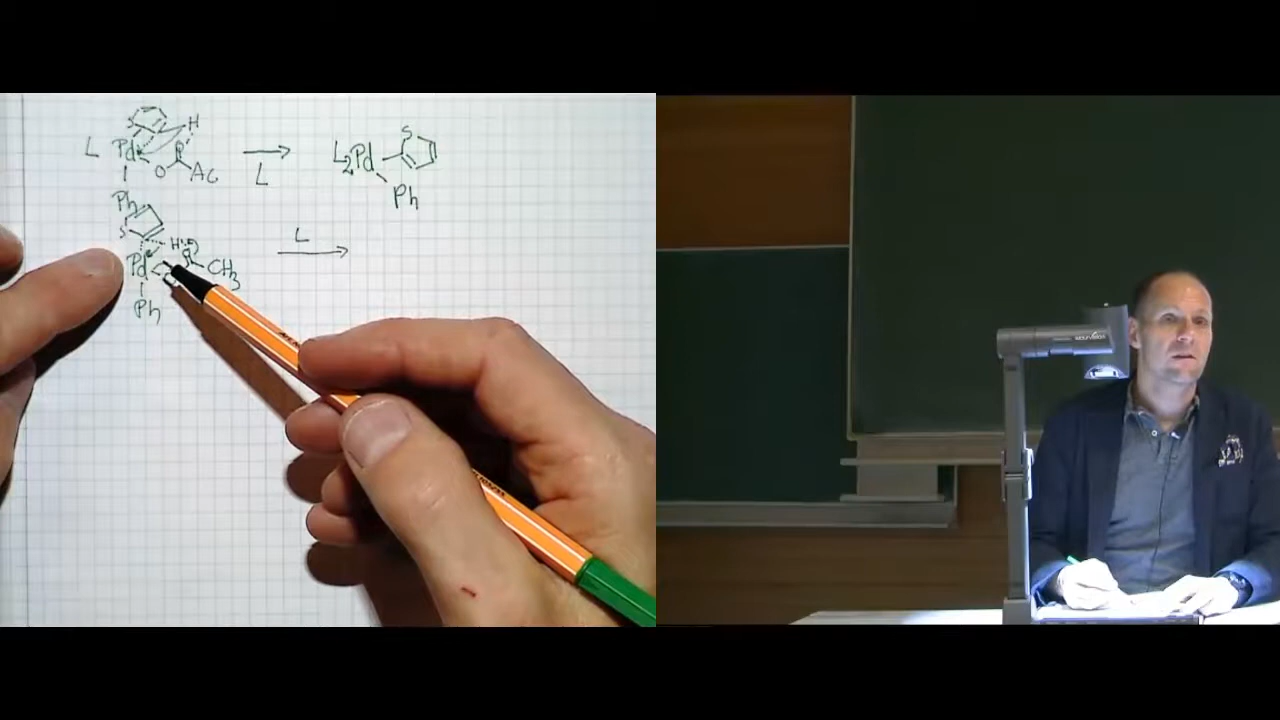 S H
L Pd O O Ac → L L2Pd S
Ph Ph
S H O L →
Pd O CH3
Ph